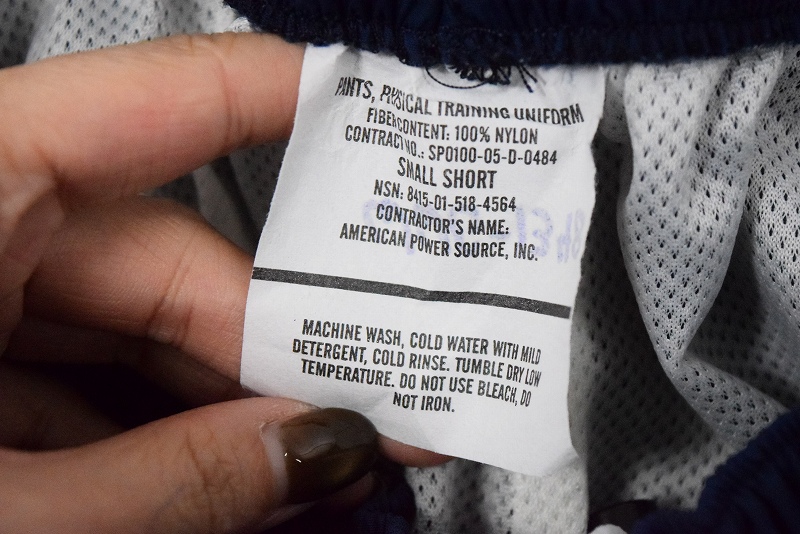 PANTS, PHYSICAL TRAINING UNIFORM
FIBER CONTENT: 100% NYLON
CONTRACT NO.: SPO100-05-D-0484
SMALL SHORT
NSN: 8415-01-518-4564
CONTRACTOR'S NAME:
AMERICAN POWER SOURCE, INC.
MACHINE WASH, COLD WATER WITH MILD
DETERGENT, COLD RINSE. TUMBLE DRY LOW
TEMPERATURE. DO NOT USE BLEACH, DO
NOT IRON.